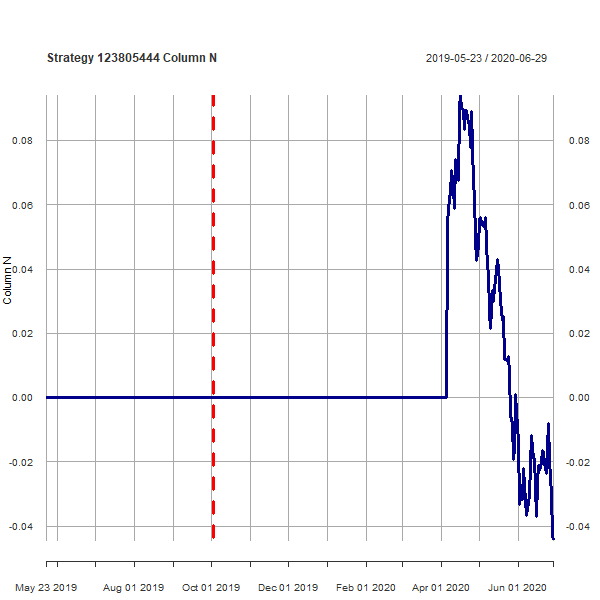 Strategy 123805444 Column N
2019-05-23 / 2020-06-29
0.08
0.06
0.04
0.02
0.00
-0.02
-0.04
Column N
0.08
0.06
0.04
0.02
0.00
-0.02
-0.04
May 23 2019
Aug 01 2019
Oct 01 2019
Dec 01 2019
Feb 01 2020
Apr 01 2020
Jun 01 2020